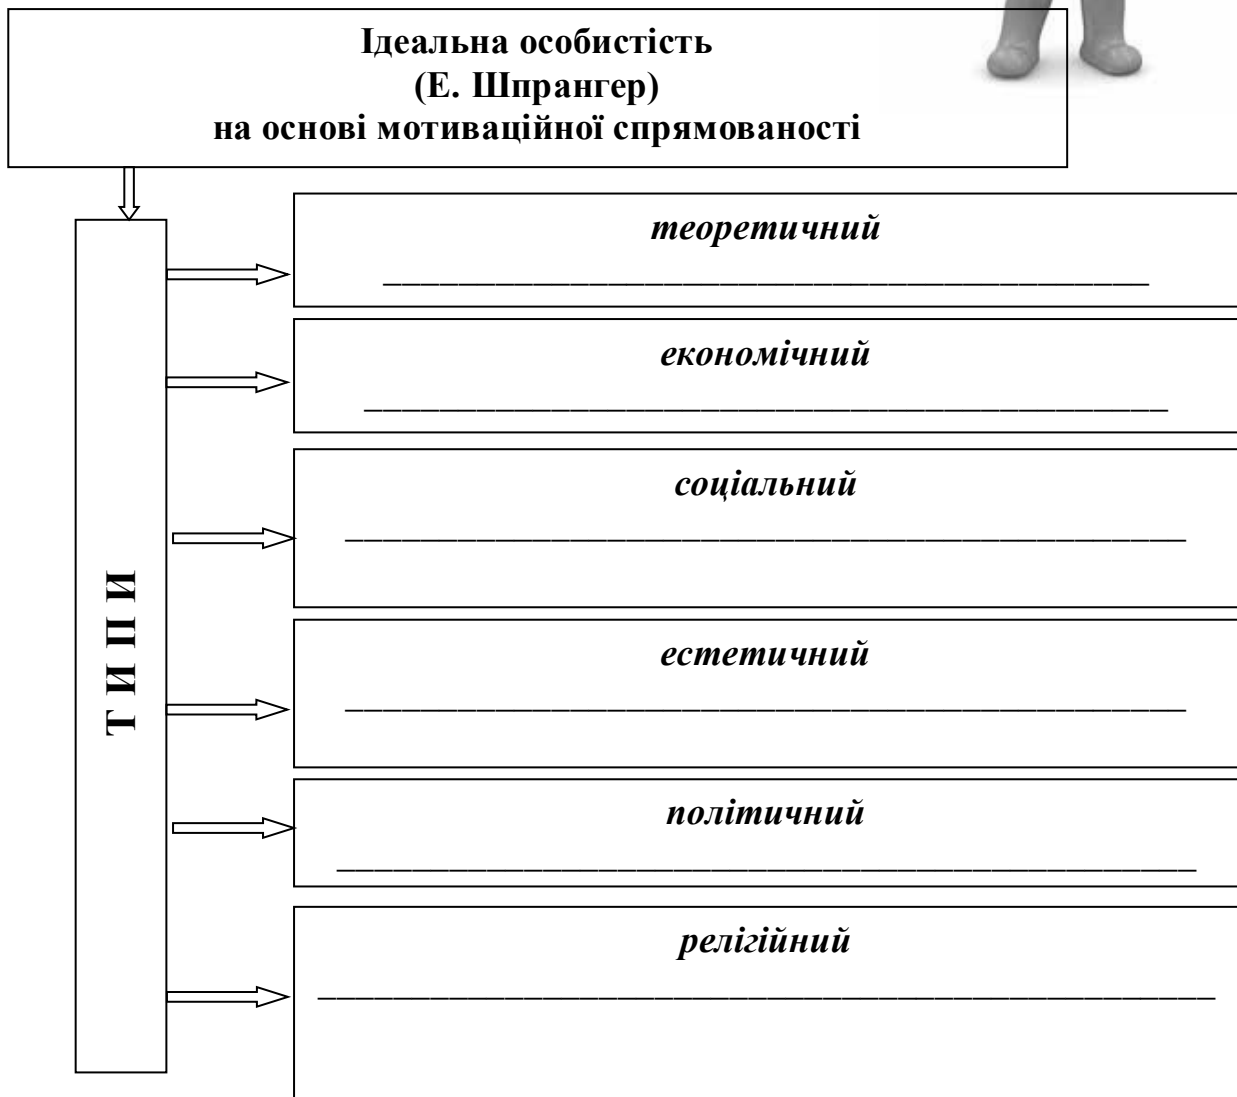 Ідеальна особистість
(Е. Шпрангер)
на основі мотиваційної спрямованості
ТИПИ
теоретичний
економічний
соціальний
естетичний
політичний
релігійний